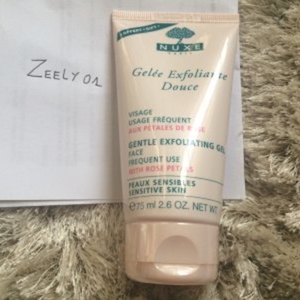 Zeely01
NUXE
PARIS
Gelée Exfoliante
Douce
VISAGE
USAGE FRÉQUENT
AUX PÉTALES DE ROSE
GENTLE EXFOLIATING GEL
FACE
FREQUENT USE
WITH ROSE PETALS
PEAUX SENSIBLES
SENSITIVE SKIN
75 ml 2.6 OZ. NET WT